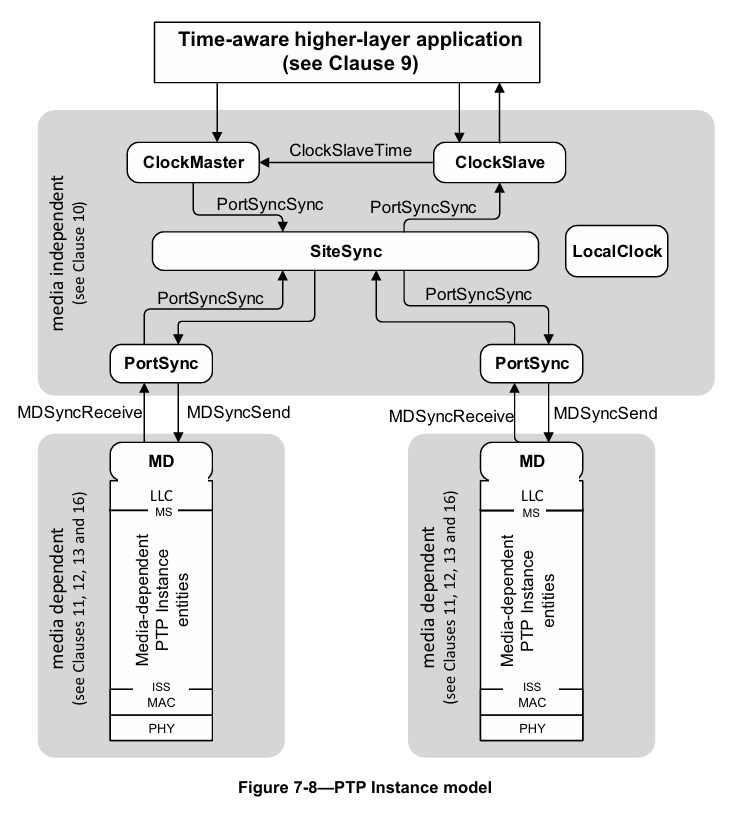 Time-aware higher-layer application
(see Clause 9)
ClockMaster
ClockSlaveTime
ClockSlave
PortSyncSync
PortSyncSync
media independent
(see Clause 10)
SiteSync
LocalClock
PortSyncSync
PortSyncSync
PortSync
PortSync
MDSyncReceive
MDSyncSend
MDSyncReceive
MDSyncSend
media dependent
(see Clauses 11, 12, 13 and 16)
MD
LLC
MS
Media-dependent
PTP Instance
entities
ISS
MAC
PHY
media dependent
(see Clauses 11, 12, 13 and 16)
MD
LLC
MS
Media-dependent
PTP Instance
entities
ISS
MAC
PHY
Figure 7-8—PTP Instance model